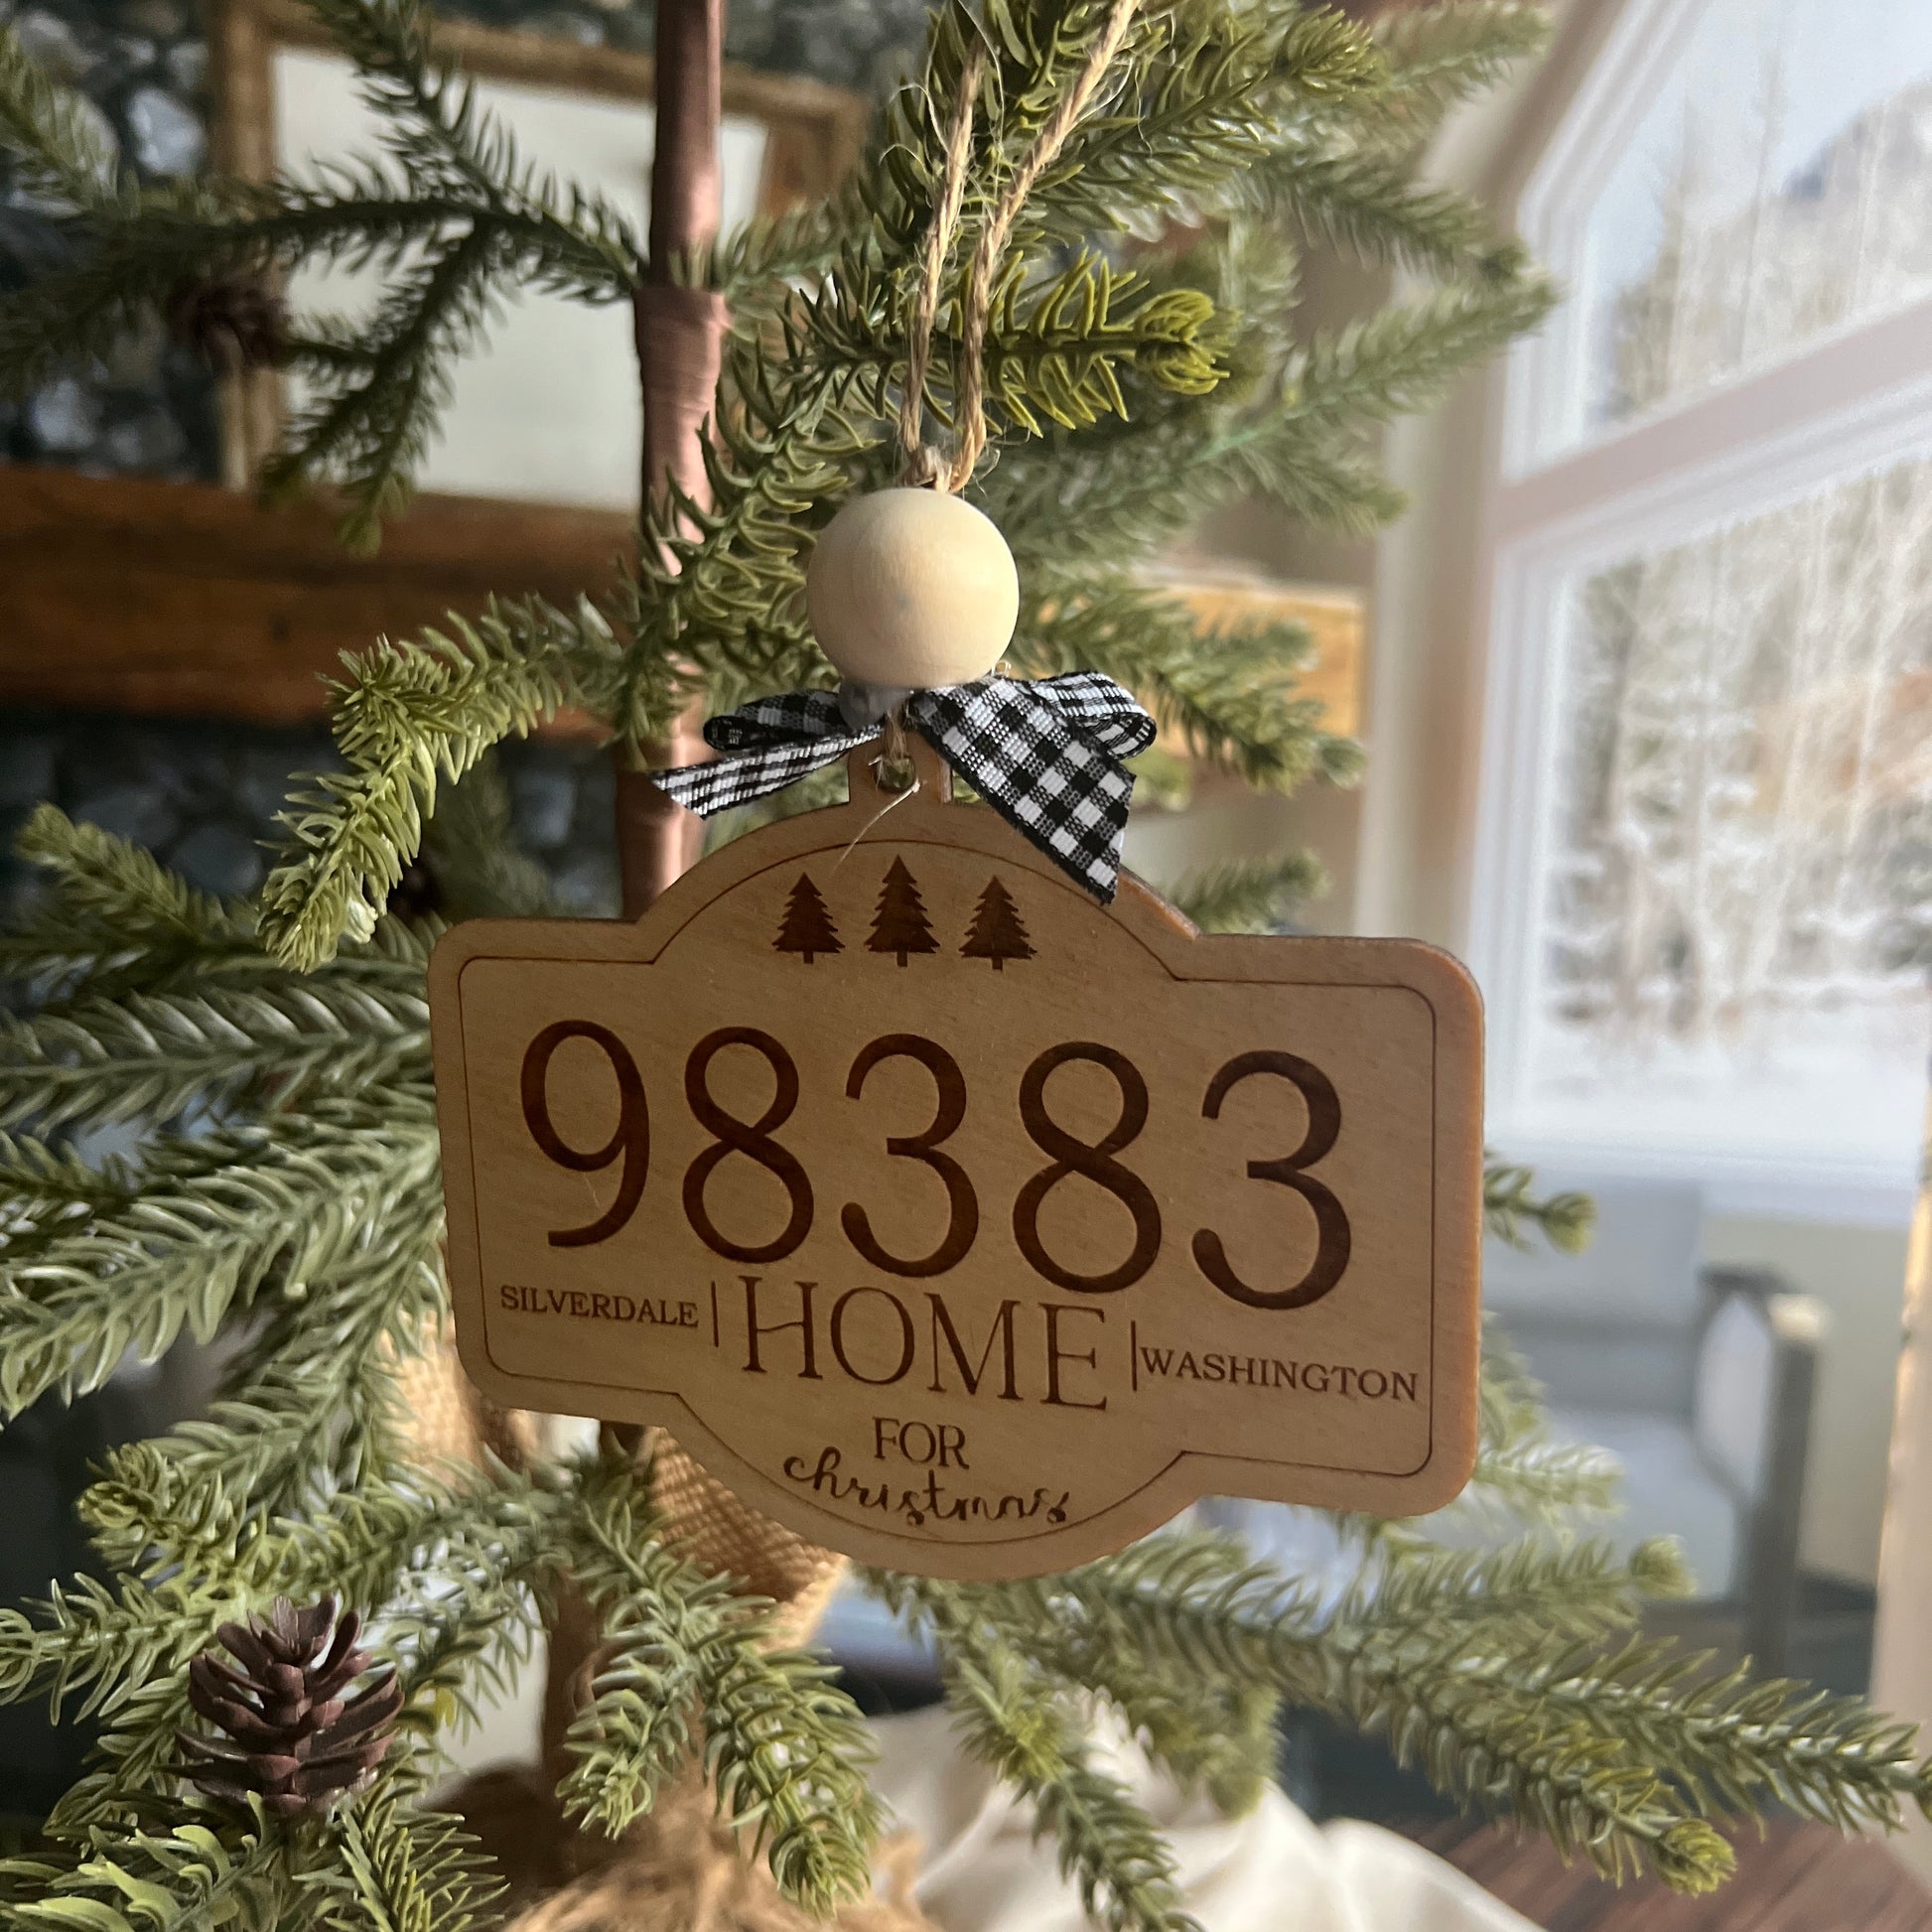 98383
SILVERDALE | HOME | WASHINGTON
FOR
christmas